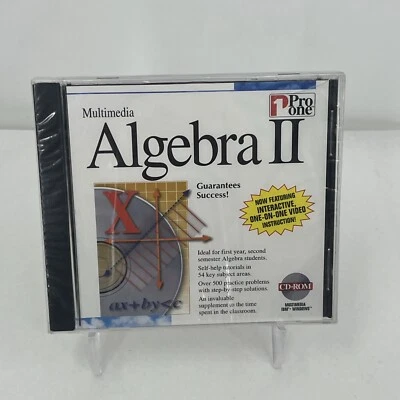 Multimedia
Pro
one
Algebra II
Guarantees
Success!
NOW FEATURING
INTERACTIVE,
ONE-ON-ONE VIDEO
INSTRUCTION!
X
ax+by<c
Ideal for first year, second
semester Algebra students.
Self-help tutorials in
54 key subject areas.
Over 500 practice problems
with step-by-step solutions.
An invaluable
supplement to the time
spent in the classroom.
CD-ROM
MULTIMEDIA